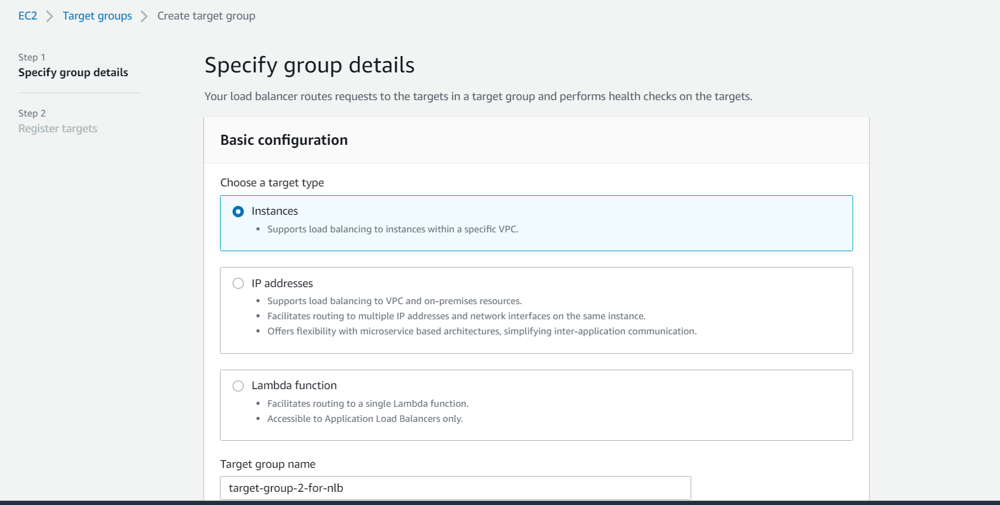 EC2 > Target groups > Create target group
Step 1
Specify group details
Step 2
Register targets
Specify group details
Your load balancer routes requests to the targets in a target group and performs health checks on the targets.
Basic configuration
Choose a target type
Instances
• Supports load balancing to instances within a specific VPC.
IP addresses
• Supports load balancing to VPC and on-premises resources.
• Facilitates routing to multiple IP addresses and network interfaces on the same instance.
• Offers flexibility with microservice based architectures, simplifying inter-application communication.
Lambda function
• Facilitates routing to a single Lambda function.
• Accessible to Application Load Balancers only.
Target group name
target-group-2-for-nlb